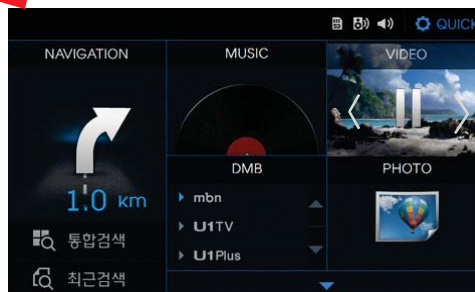 QUICK
NAVIGATION
1.0 KM
통합검색
최근검색
MUSIC
DMB
mbn
U1TV
U1Plus
VIDEO
PHOTO